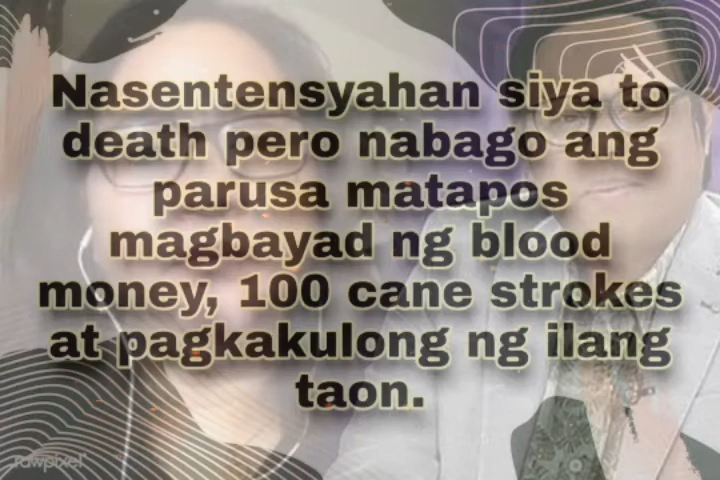 Nasentensyahan siya to
death pero nabago ang
parusa matapos
magbayad ng blood
money, 100 cane strokes
at pagkakulong ng ilang
taon.
rawpixel